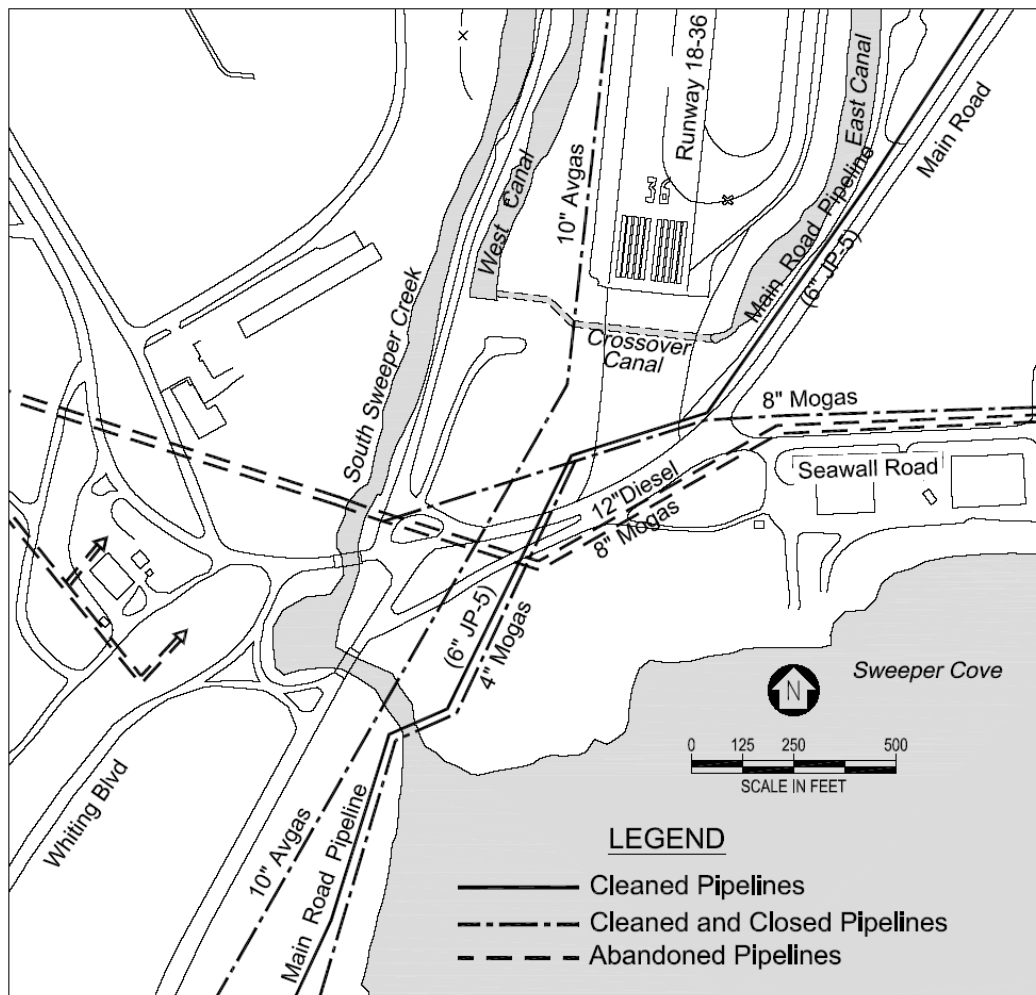 Runway 18-36
East Canal
Main Road
West Canal
10" Avgas
Main Road Pipeline
(6" JP-5)
South Sweeper Creek
Crossover
Canal
8" Mogas
Seawall Road
12"Diesel
8" Mogas
(6" JP-5)
4" Mogas
N
Sweeper Cove
0 125 250 500
SCALE IN FEET
Whiting Blvd
10" Avgas
Main Road Pipeline
LEGEND
Cleaned Pipelines
Cleaned and Closed Pipelines
Abandoned Pipelines